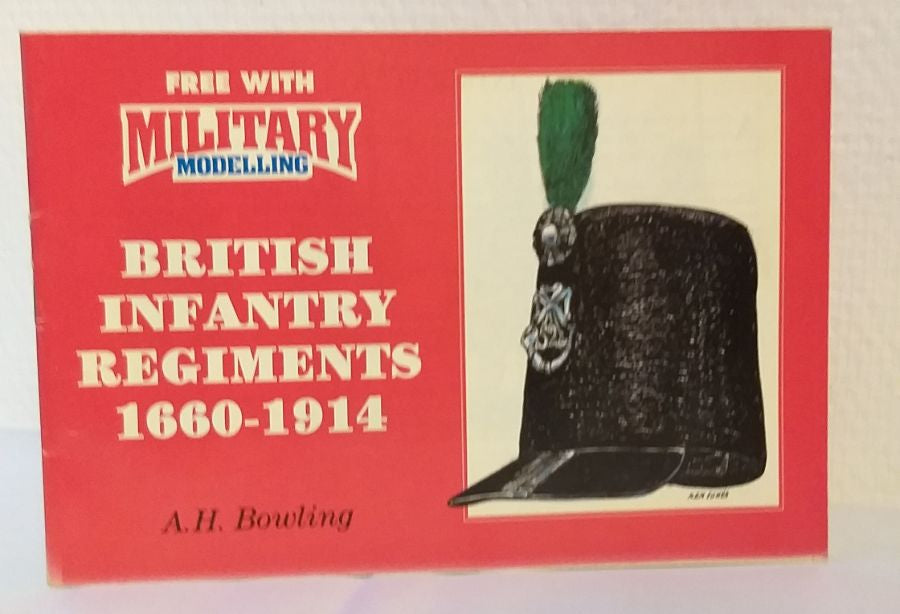 FREE WITH
MILITARY
MODELLING
BRITISH
INFANTRY
REGIMENTS
1660-1914
A.H. Bowling